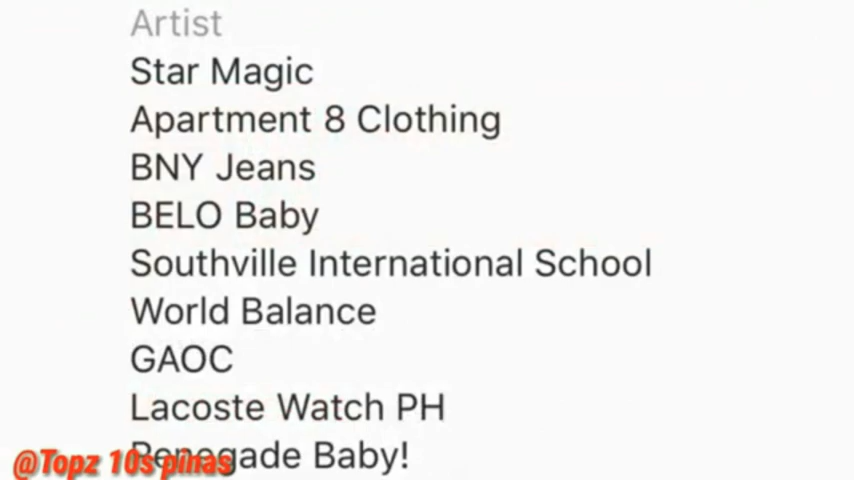 Artist
Star Magic
Apartment 8 Clothing
BNY Jeans
BELO Baby
Southville International School
World Balance
GAOC
Lacoste Watch PH
Renegade Baby!
@Topz 10s pinas